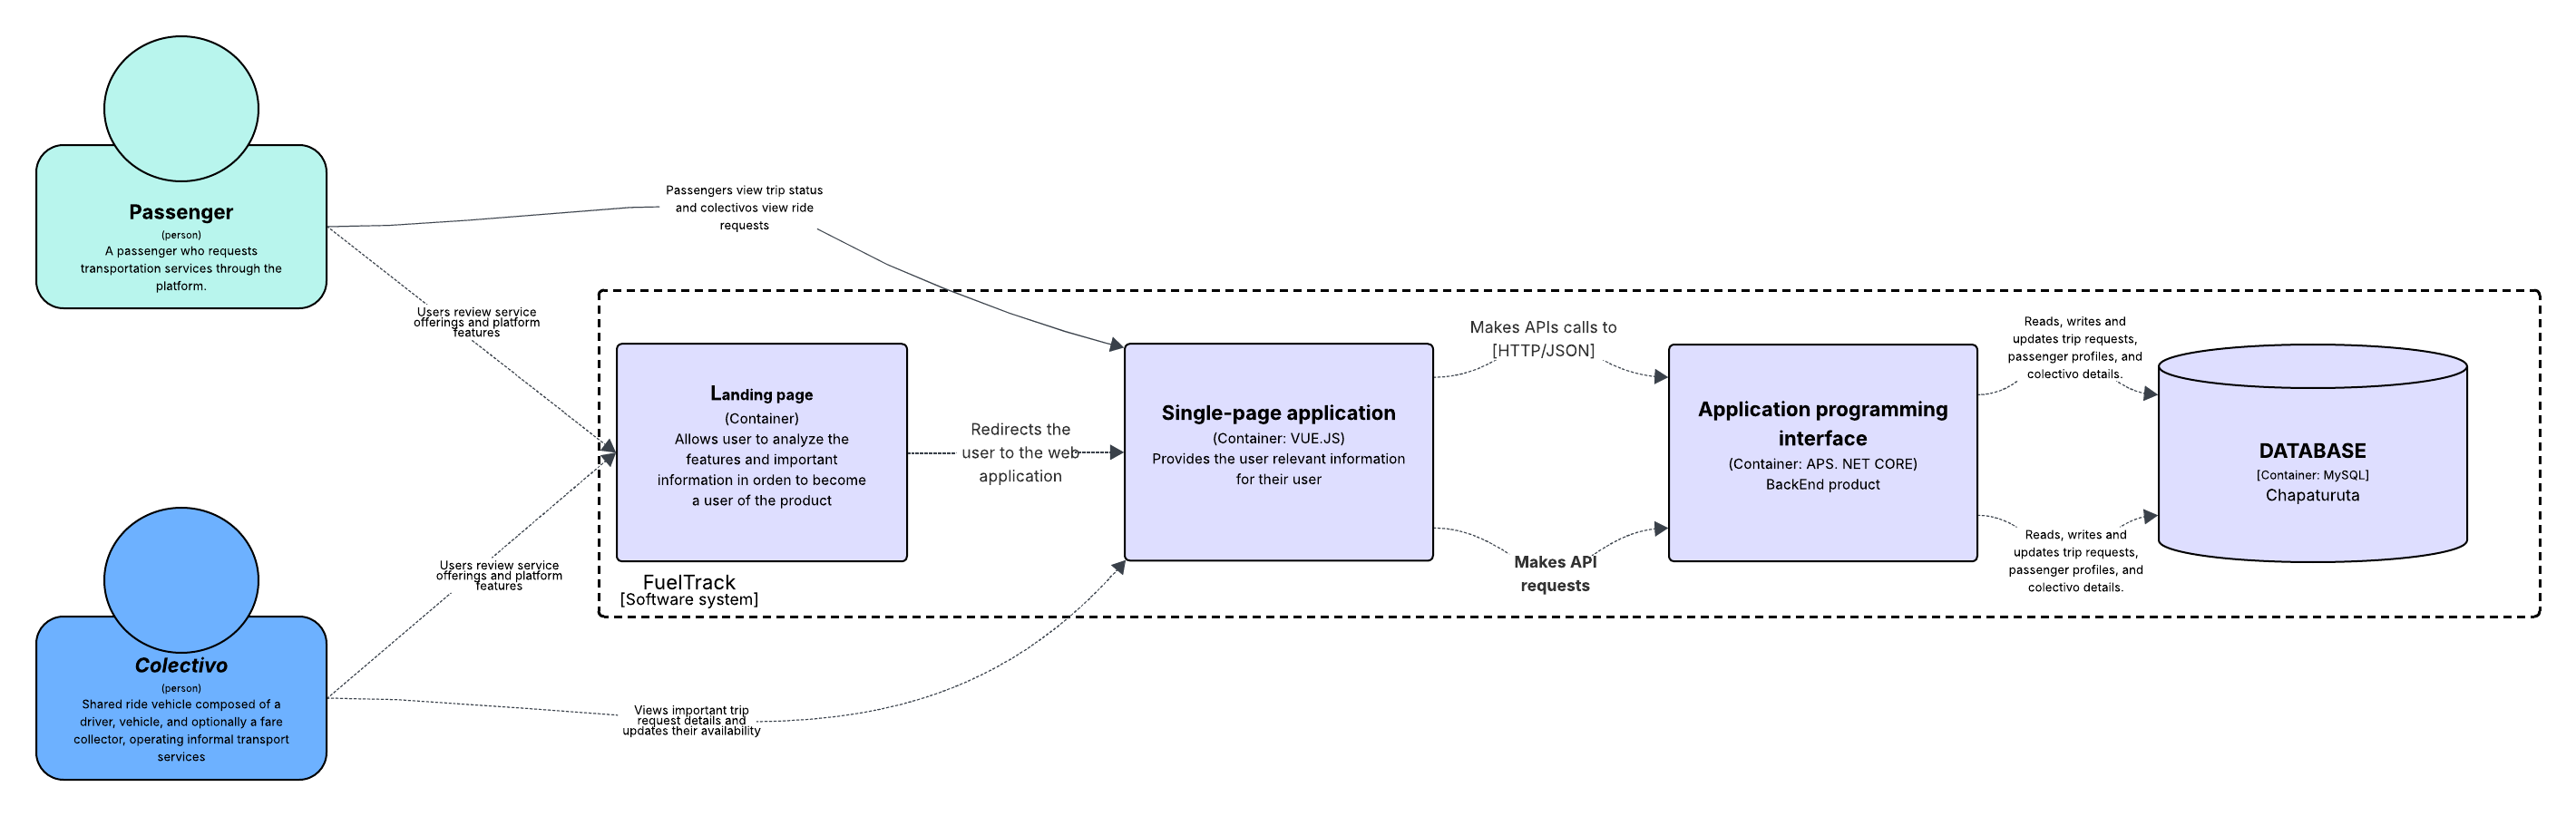 Passenger
(person)
A passenger who requests
transportation services through the
platform.
Passengers view trip status
and colectivos view ride
requests
Users review service
offerings and platform
features
Landing page
(Container)
Allows user to analyze the
features and important
information in orden to become
a user of the product
FuelTrack
[Software system]
Redirects the
user to the web
application
Single-page application
(Container: VUE.JS)
Provides the user relevant information
for their user
Makes APIs calls to
[HTTP/JSON]
Makes API
requests
Application programming
interface
(Container: APS. NET CORE)
BackEnd product
Reads, writes and
updates trip requests,
passenger profiles, and
colectivo details.
Reads, writes and
updates trip requests,
passenger profiles, and
colectivo details.
DATABASE
[Container: MySQL]
Chapaturuta
Users review service
offerings and platform
features
Colectivo
(person)
Shared ride vehicle composed of a
driver, vehicle, and optionally a fare
collector, operating informal transport
services
Views important trip
request details and
updates their availability